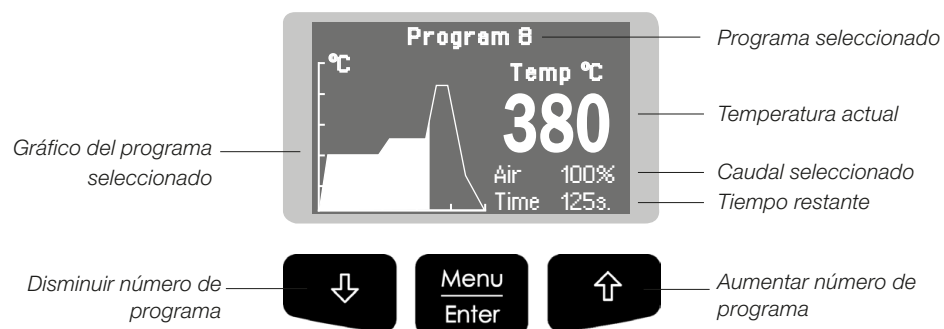 Program 8
°C
Temp °C
380
Air 100%
Time 125s.
Programa seleccionado
Temperatura actual
Caudal seleccionado
Tiempo restante
Gráfico del programa
seleccionado
Disminuir número de
programa
Menu
Enter
Aumentar número de
programa